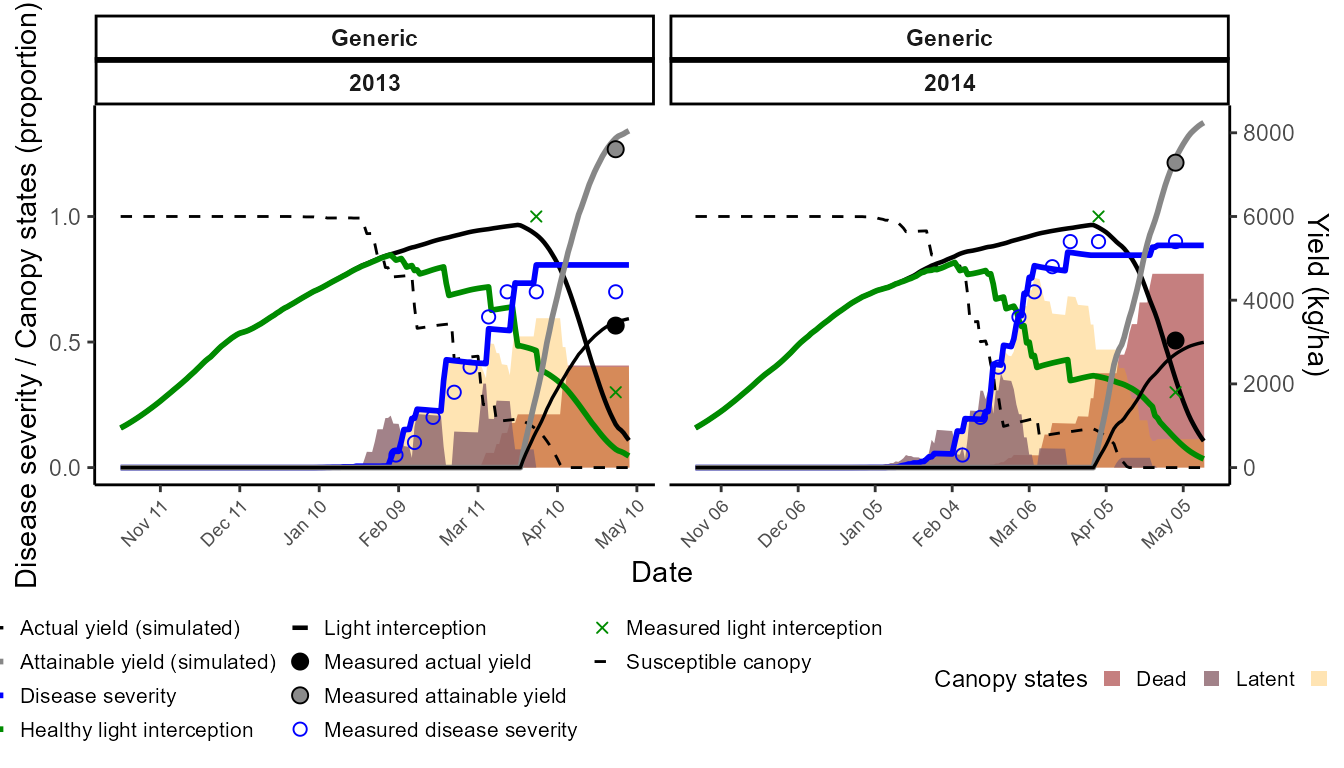 Generic
Generic
2013
2014
Disease severity / Canopy states (proportion)
1.0
0.5
0.0
8000
6000
4000
2000
0
Yield (kg/ha)
Nov 11
Dec 11
Jan 10
Feb 09
Mar 11
Apr 10
May 10
Nov 06
Dec 06
Jan 05
Feb 04
Mar 06
Apr 05
May 05
Date
Actual yield (simulated)
Attainable yield (simulated)
Disease severity
Healthy light interception
Light interception
Measured actual yield
Measured attainable yield
Measured disease severity
Measured light interception
Susceptible canopy
Canopy states
Dead
Latent